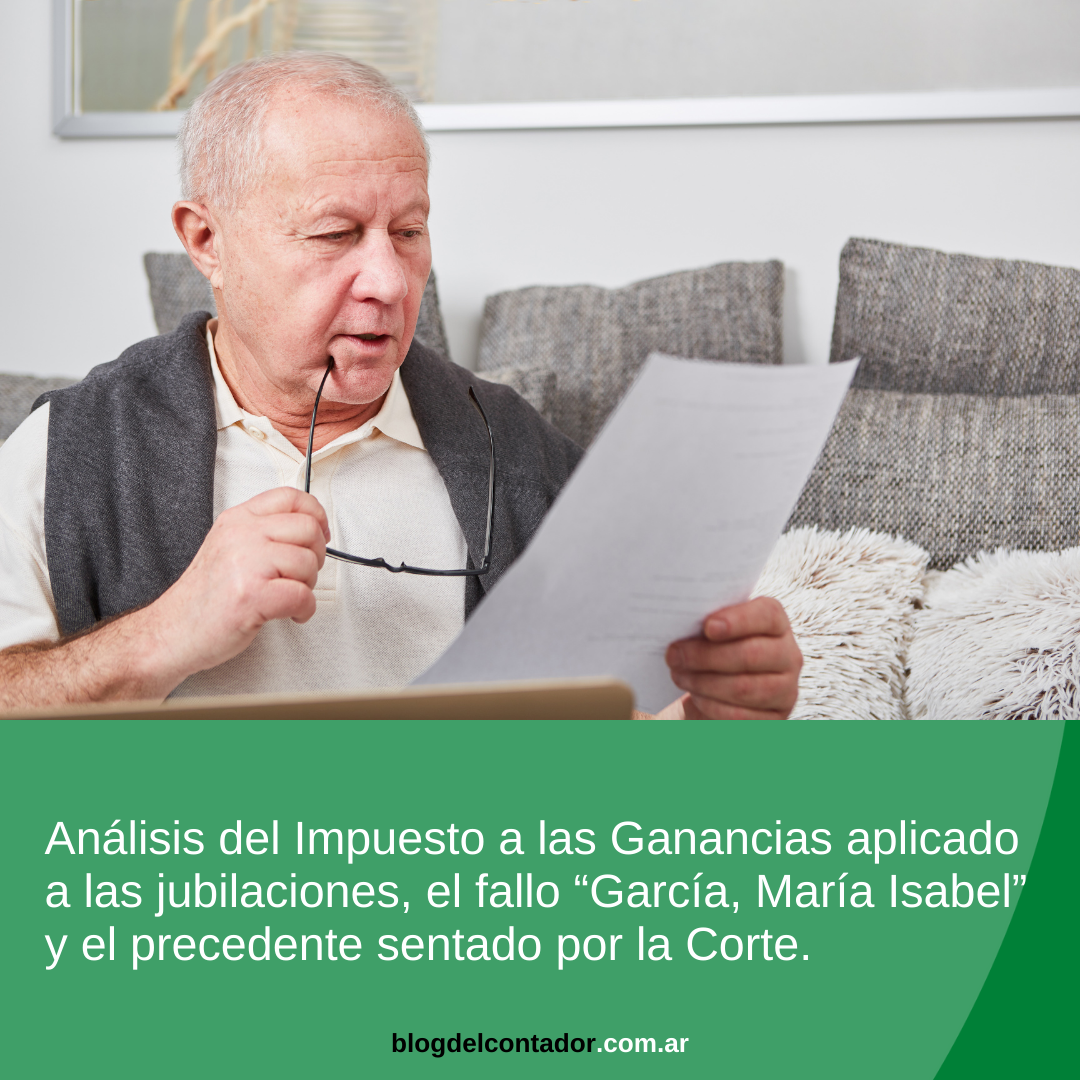 Análisis del Impuesto a las Ganancias aplicado
a las jubilaciones, el fallo “García, María Isabel”
y el precedente sentado por la Corte.
blogdelcontador.com.ar